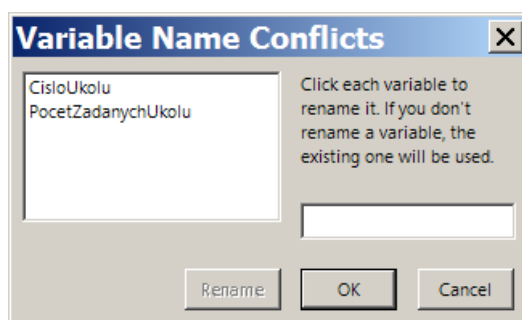 Variable Name Conflicts
CisloUkolu
PocetZadanychUkolu
Click each variable to
rename it. If you don't
rename a variable, the
existing one will be used.
Rename
OK
Cancel